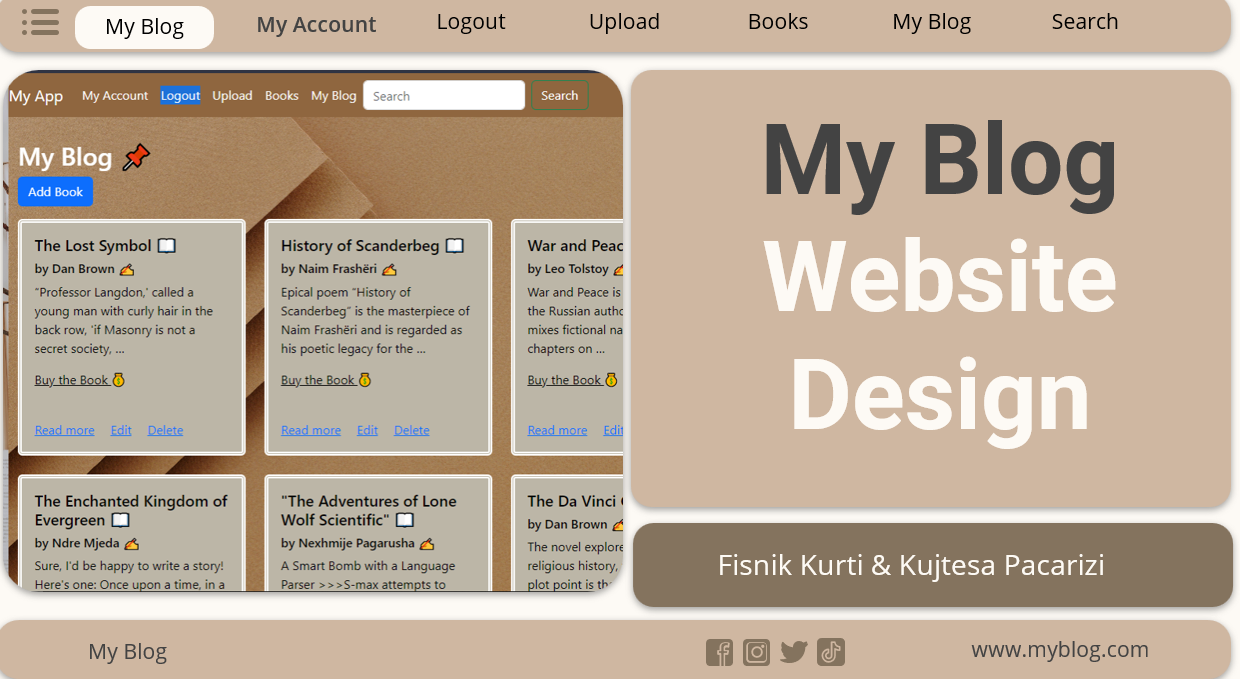 My Blog My Account Logout Upload Books My Blog Search
My App My Account Logout Upload Books My Blog Search Search
My Blog
Add Book
The Lost Symbol
by Dan Brown
“Professor Langdon,’ called a
young man with curly hair in the
back row, ‘if Masonry is not a
secret society, ...
Buy the Book
Read more Edit Delete
History of Scanderbeg
by Naim Frashëri
Epical poem “History of
Scanderbeg” is the masterpiece of
Naim Frashëri and is regarded as
his poetic legacy for the ...
Buy the Book
Read more Edit Delete
War and Peac
by Leo Tolstoy
War and Peace is
the Russian autho
mixes fictional na
chapters on ...
Buy the Book
Read more Edit
The Enchanted Kingdom of
Evergreen
by Ndre Mjeda
Sure, I'd be happy to write a story!
Here's one: Once upon a time, in a
"The Adventures of Lone
Wolf Scientific"
by Nexhmije Pagarusha
A Smart Bomb with a Language
Parser >>>S-max attempts to
The Da Vinci
by Dan Brown
The novel explore
religious history,
plot point is tha
My Blog
Website
Design
Fisnik Kurti & Kujtesa Pacarizi
My Blog
www.myblog.com